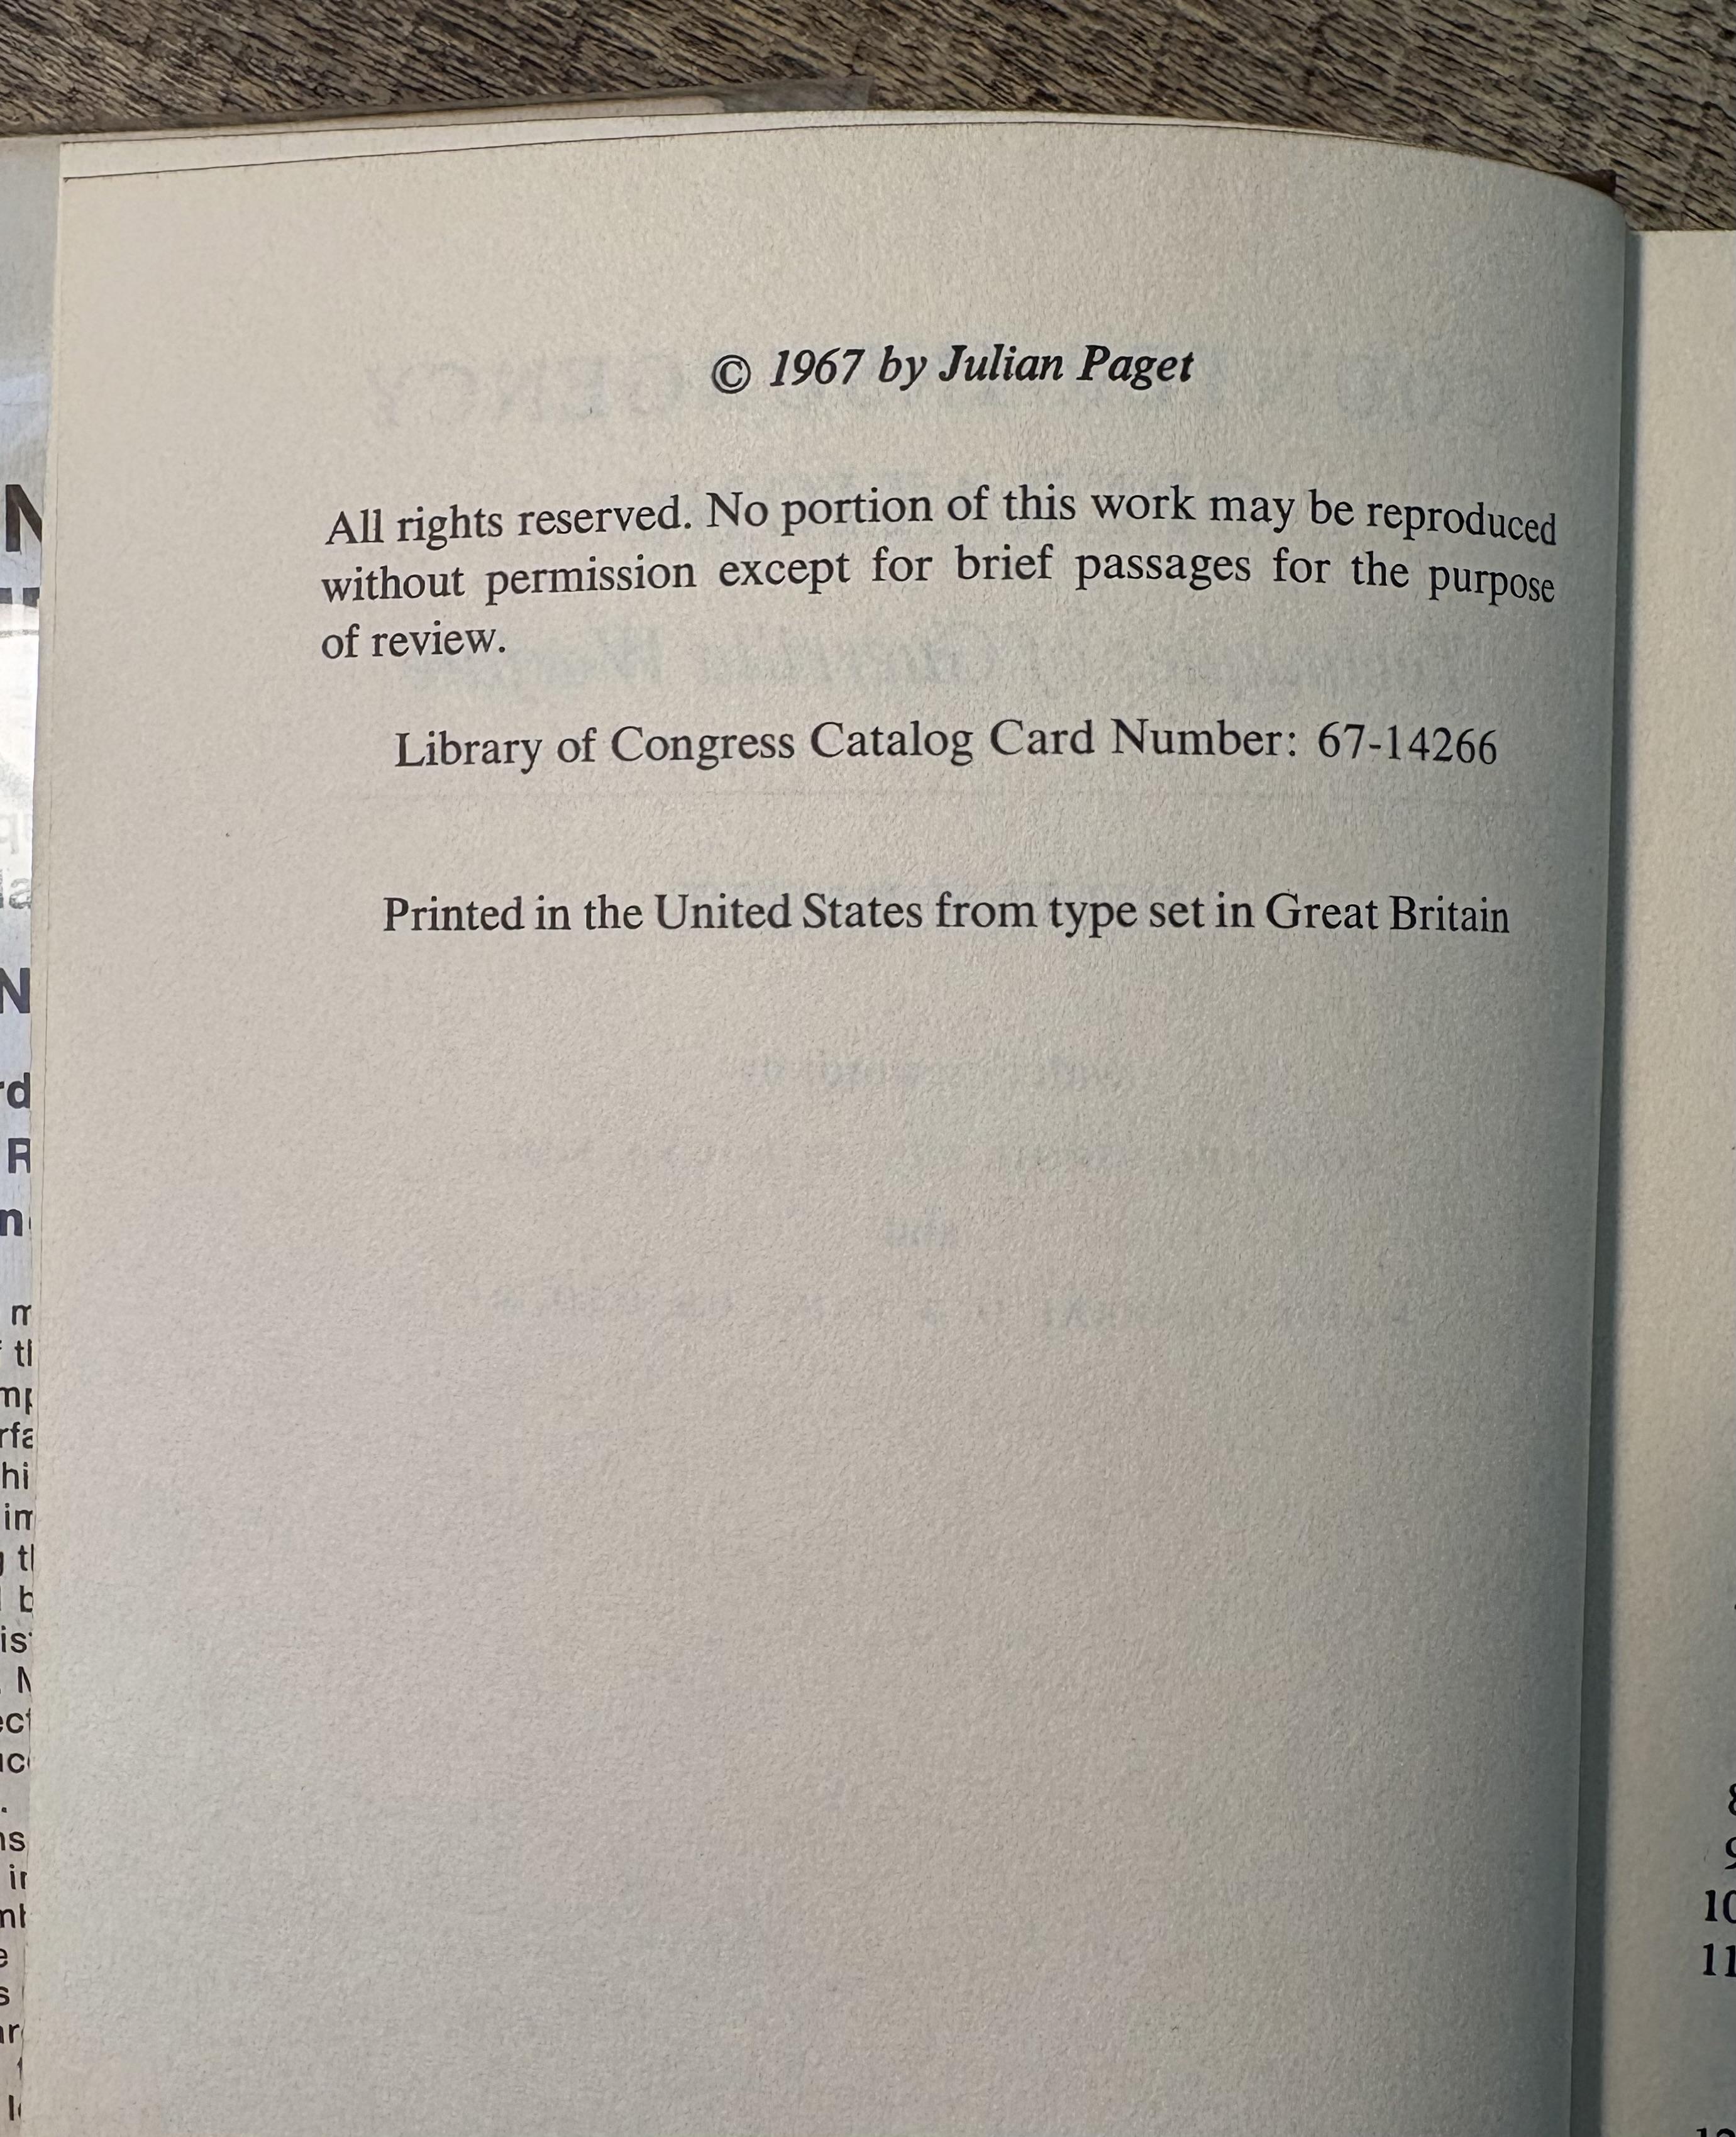 © 1967 by Julian Paget
All rights reserved. No portion of this work may be reproduced
without permission except for brief passages for the purpose
of review.
Library of Congress Catalog Card Number: 67-14266
Printed in the United States from type set in Great Britain
10
11